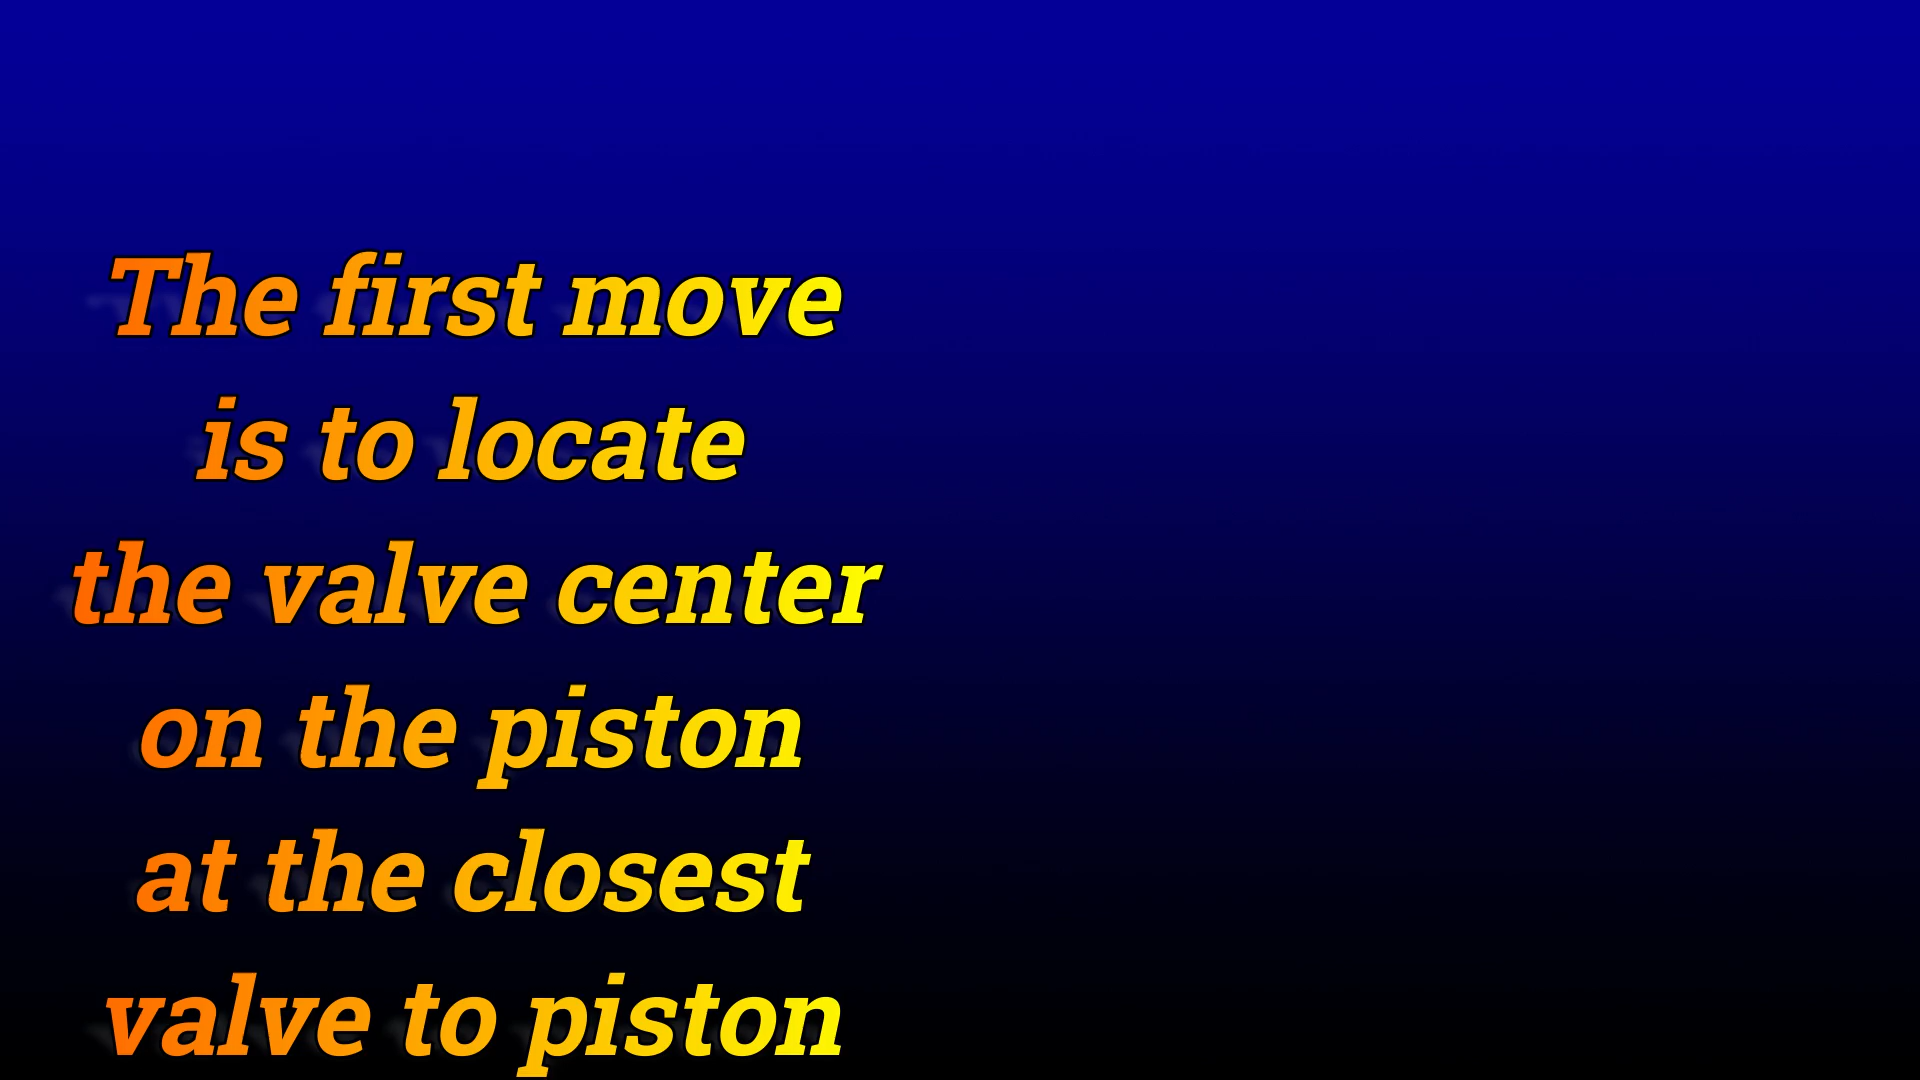 The first move
is to locate
the valve center
on the piston
at the closest
valve to piston